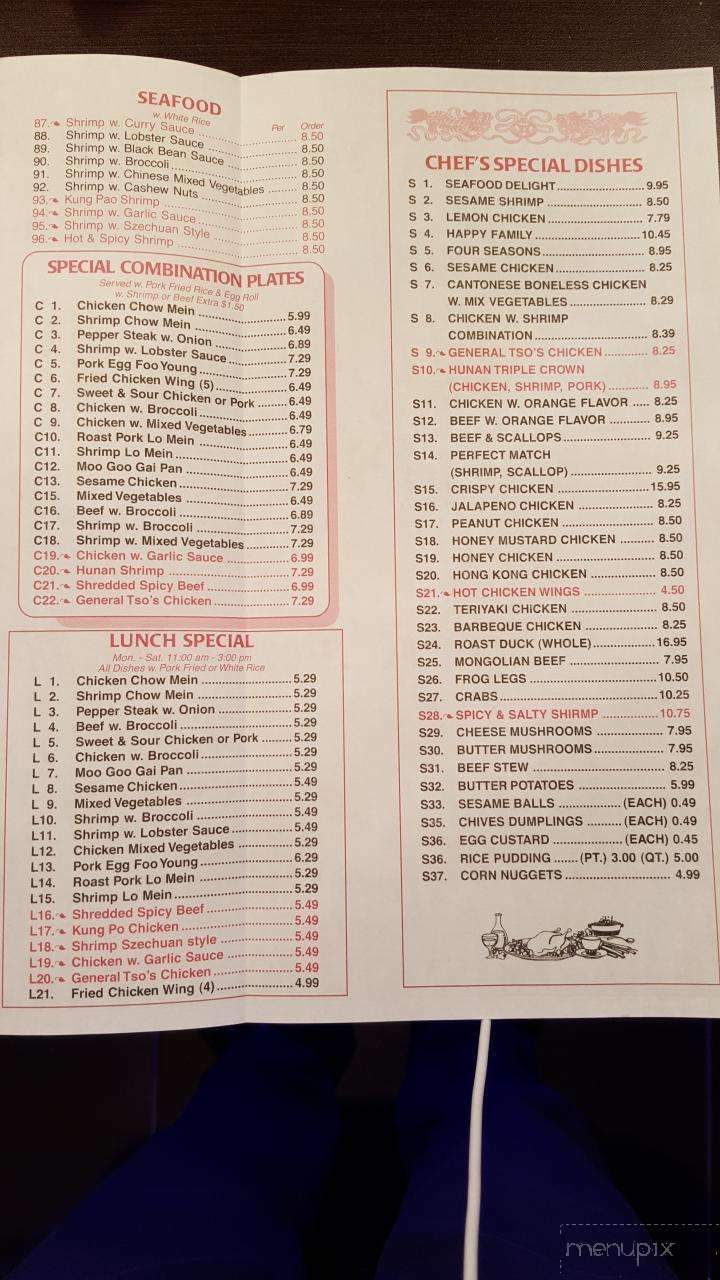 SEAFOOD
w. White Rice
Per Order
87. Shrimp w. Curry Sauce ........ 8.50
88. Shrimp w. Lobster Sauce ........ 8.50
89. Shrimp w. Black Bean Sauce ........ 8.50
90. Shrimp w. Broccoli ........ 8.50
91. Shrimp w. Chinese Mixed Vegetables ........ 8.50
92. Shrimp w. Cashew Nuts ........ 8.50
93. Kung Pao Shrimp ........ 8.50
94. Shrimp w. Garlic Sauce ........ 8.50
95. Shrimp w. Szechuan Style ........ 8.50
96. Hot & Spicy Shrimp ........ 8.50
SPECIAL COMBINATION PLATES
Served w. Pork Fried Rice & Egg Roll
w. Shrimp or Beef Extra $1.50
C 1. Chicken Chow Mein ........ 5.99
C 2. Shrimp Chow Mein ........ 6.49
C 3. Pepper Steak w. Onion ........ 6.89
C 4. Shrimp w. Lobster Sauce ........ 7.29
C 5. Pork Egg Foo Young ........ 7.29
C 6. Fried Chicken Wing (5) ........ 6.49
C 7. Sweet & Sour Chicken or Pork ........ 6.49
C 8. Chicken w. Broccoli ........ 6.49
C 9. Chicken w. Mixed Vegetables ........ 6.79
C10. Roast Pork Lo Mein ........ 6.49
C11. Shrimp Lo Mein ........ 6.49
C12. Moo Goo Gai Pan ........ 6.49
C13. Sesame Chicken ........ 7.29
C15. Mixed Vegetables ........ 6.49
C16. Beef w. Broccoli ........ 6.89
C17. Shrimp w. Broccoli ........ 7.29
C18. Shrimp w. Mixed Vegetables ........ 7.29
C19. Chicken w. Garlic Sauce ........ 6.99
C20. Hunan Shrimp ........ 7.29
C21. Shredded Spicy Beef ........ 6.99
C22. General Tso's Chicken ........ 7.29
LUNCH SPECIAL
Mon. - Sat. 11:00 am - 3:00 pm
All Dishes w. Pork Fried or White Rice
L 1. Chicken Chow Mein ........ 5.29
L 2. Shrimp Chow Mein ........ 5.29
L 3. Pepper Steak w. Onion ........ 5.29
L 4. Beef w. Broccoli ........ 5.29
L 5. Sweet & Sour Chicken or Pork ........ 5.29
L 6. Chicken w. Broccoli ........ 5.29
L 7. Moo Goo Gai Pan ........ 5.29
L 8. Sesame Chicken ........ 5.49
L 9. Mixed Vegetables ........ 5.29
L10. Shrimp w. Broccoli ........ 5.49
L11. Shrimp w. Lobster Sauce ........ 5.49
L12. Chicken Mixed Vegetables ........ 5.29
L13. Pork Egg Foo Young ........ 6.29
L14. Roast Pork Lo Mein ........ 5.29
L15. Shrimp Lo Mein ........ 5.29
L16. Shredded Spicy Beef ........ 5.49
L17. Kung Po Chicken ........ 5.49
L18. Shrimp Szechuan style ........ 5.49
L19. Chicken w. Garlic Sauce ........ 5.49
L20. General Tso's Chicken ........ 5.49
L21. Fried Chicken Wing (4) ........ 4.99
CHEF'S SPECIAL DISHES
S 1. SEAFOOD DELIGHT ........ 9.95
S 2. SESAME SHRIMP ........ 8.50
S 3. LEMON CHICKEN ........ 7.79
S 4. HAPPY FAMILY ........ 10.45
S 5. FOUR SEASONS ........ 8.95
S 6. SESAME CHICKEN ........ 8.25
S 7. CANTONESE BONELESS CHICKEN
W. MIX VEGETABLES ........ 8.29
S 8. CHICKEN W. SHRIMP
COMBINATION ........ 8.39
S 9. GENERAL TSO'S CHICKEN ........ 8.25
S10. HUNAN TRIPLE CROWN
(CHICKEN, SHRIMP, PORK) ........ 8.95
S11. CHICKEN W. ORANGE FLAVOR ..... 8.25
S12. BEEF W. ORANGE FLAVOR ........ 8.95
S13. BEEF & SCALLOPS ........ 9.25
S14. PERFECT MATCH
(SHRIMP, SCALLOP) ........ 9.25
S15. CRISPY CHICKEN ........ 15.95
S16. JALAPENO CHICKEN ........ 8.25
S17. PEANUT CHICKEN ........ 8.50
S18. HONEY MUSTARD CHICKEN ........ 8.50
S19. HONEY CHICKEN ........ 8.50
S20. HONG KONG CHICKEN ........ 8.50
S21. HOT CHICKEN WINGS ........ 4.50
S22. TERIYAKI CHICKEN ........ 8.50
S23. BARBEQUE CHICKEN ........ 8.25
S24. ROAST DUCK (WHOLE) ........ 16.95
S25. MONGOLIAN BEEF ........ 7.95
S26. FROG LEGS ........ 10.50
S27. CRABS ........ 10.25
S28. SPICY & SALTY SHIRMP ........ 10.75
S29. CHEESE MUSHROOMS ........ 7.95
S30. BUTTER MUSHROOMS ........ 7.95
S31. BEEF STEW ........ 8.25
S32. BUTTER POTATOES ........ 5.99
S33. SESAME BALLS ........ (EACH) 0.49
S35. CHIVES DUMPLINGS ........ (EACH) 0.49
S36. EGG CUSTARD ........ (EACH) 0.45
S36. RICE PUDDING ...... (PT.) 3.00 (QT.) 5.00
S37. CORN NUGGETS ........ 4.99
menupix